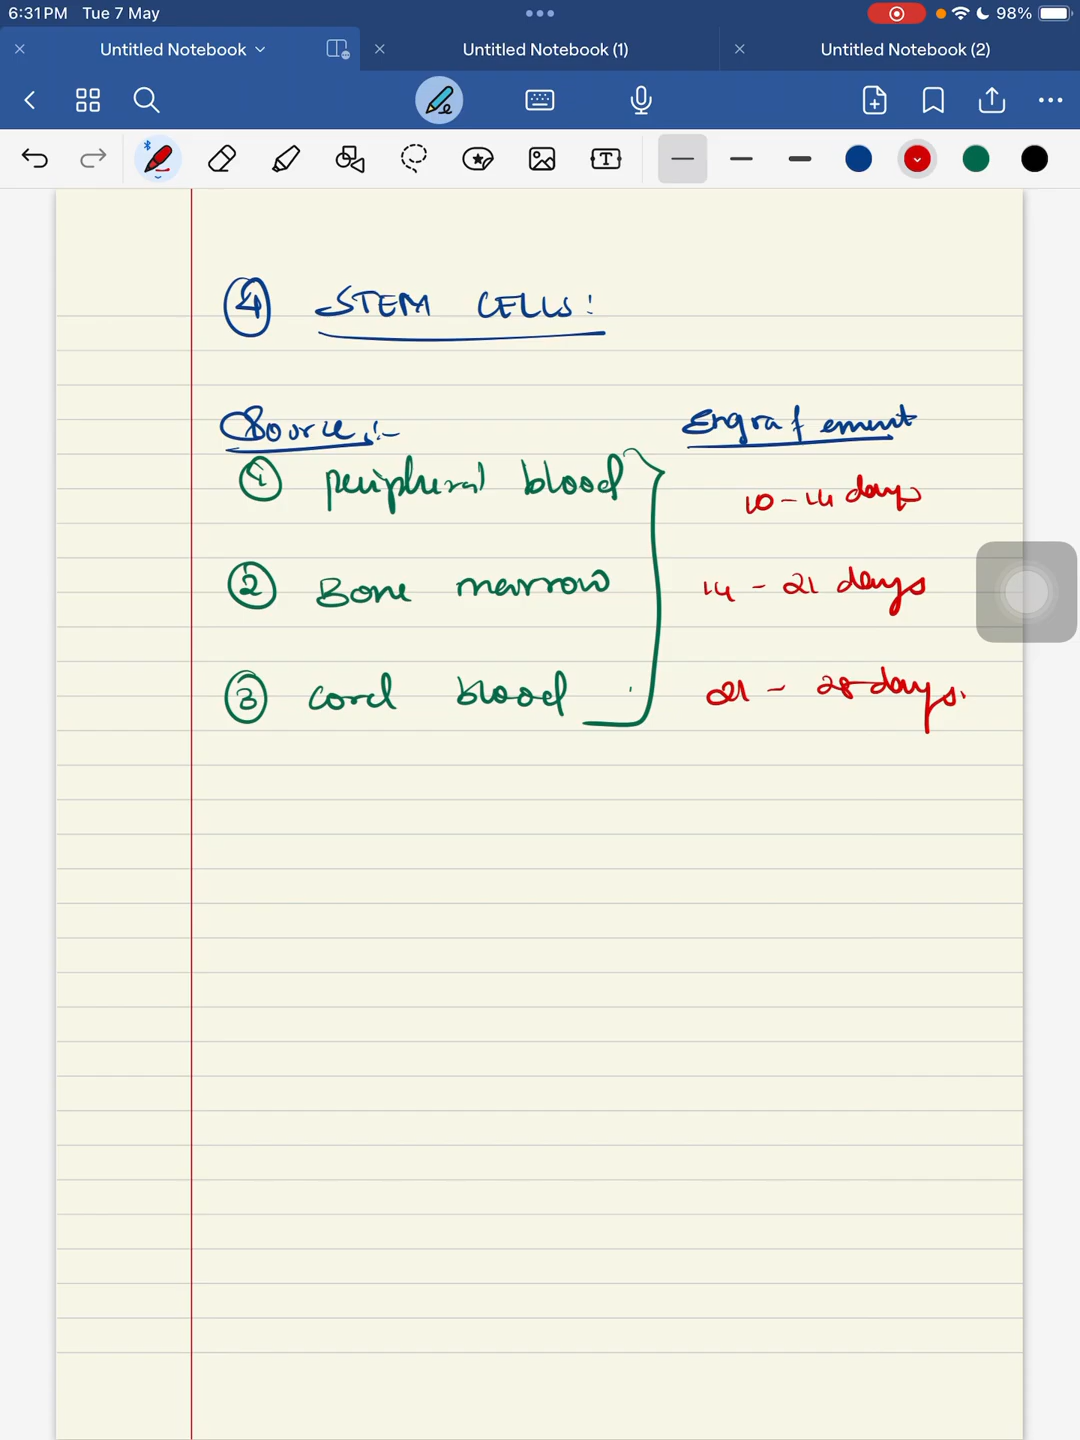 6:31 PM Tue 7 May 98%
Untitled Notebook Untitled Notebook (1) Untitled Notebook (2)
④ STEM CELLS:
Source:- Engrafement
① peripheral blood 10-14 days
② Bone marrow 14 - 21 days
③ cord blood 21 - 28 days.